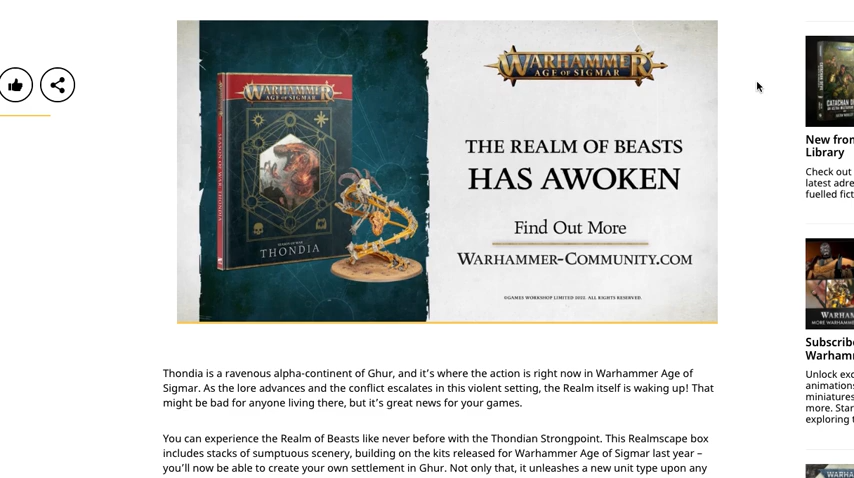 WARHAMMER
AGE OF SIGMAR
WARHAMMER
AGE OF SIGMAR
THONDIA
THE REALM OF BEASTS
HAS AWOKEN
Find Out More
WARHAMMER-COMMUNITY.COM
©GAMES WORKSHOP LIMITED 2022. ALL RIGHTS RESERVED.
Thondia is a ravenous alpha-continent of Ghur, and it’s where the action is right now in Warhammer Age of
Sigmar. As the lore advances and the conflict escalates in this violent setting, the Realm itself is waking up! That
might be bad for anyone living there, but it’s great news for your games.
You can experience the Realm of Beasts like never before with the Thondian Strongpoint. This Realmscape box
includes stacks of sumptuous scenery, building on the kits released for Warhammer Age of Sigmar last year –
you’ll now be able to create your own settlement in Ghur. Not only that, it unleashes a new unit type upon any
CATACHAN
New from
Library
Check out
latest adre
fuelled fict
WARHAM
MORE WARHAMME
Subscribe
Warhamm
Unlock exc
animations
miniatures
more. Star
exploring t